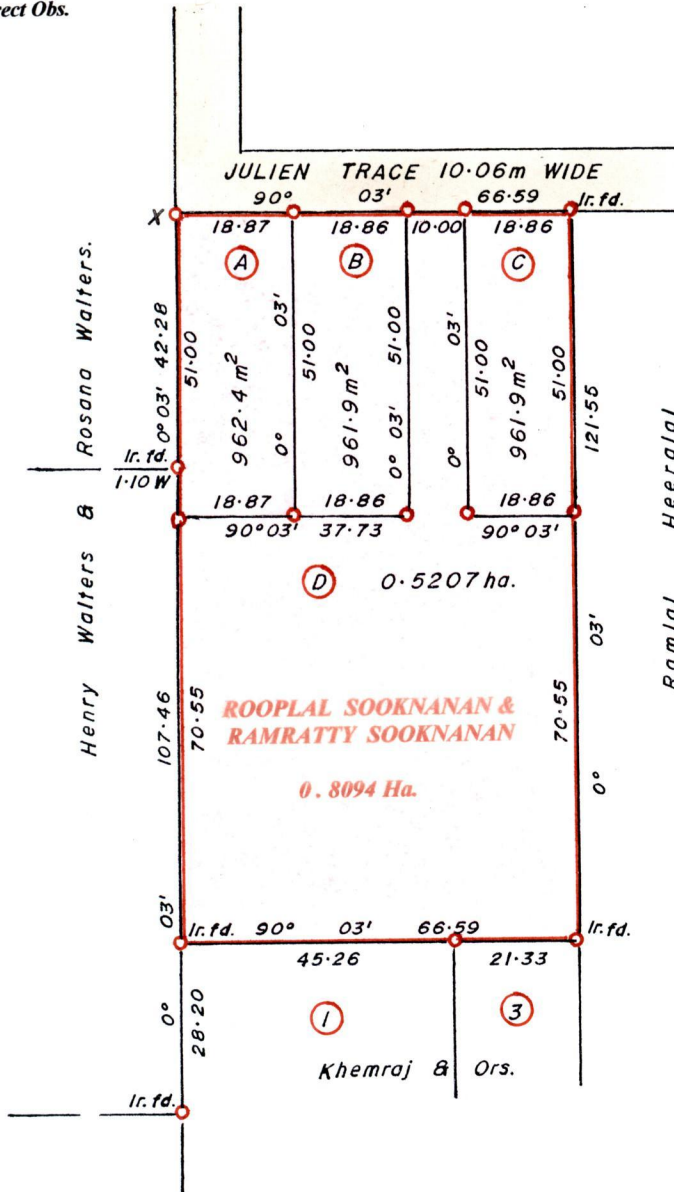 rect Obs.
JULIEN TRACE 10·06m WIDE
90° 03' 66·59 Ir. fd.
X
18·87 18·86 10·00 18·86
A B C
Rosana Walters.
0° 03' 42·28
51·00
962·4 m²
0° 03'
51·00
961·9 m²
0° 03' 51·00
0° 03'
51·00
961·9 m²
51·00
121·55
Ir. fd.
1·10 W
18·87 18·86 18·86
90° 03' 37·73 90° 03'
D 0·5207 ha.
Henry Walters &
Ramlal Heeralal
ROOPLAL SOOKNANAN &
RAMRATTY SOOKNANAN
0 . 8094 Ha.
03' 107·46
70·55
70·55
0° 03'
Ir. fd. 90° 03' 66·59 Ir. fd.
45·26 21·33
0°
28·20
1 3
Khemraj & Ors.
Ir. fd.